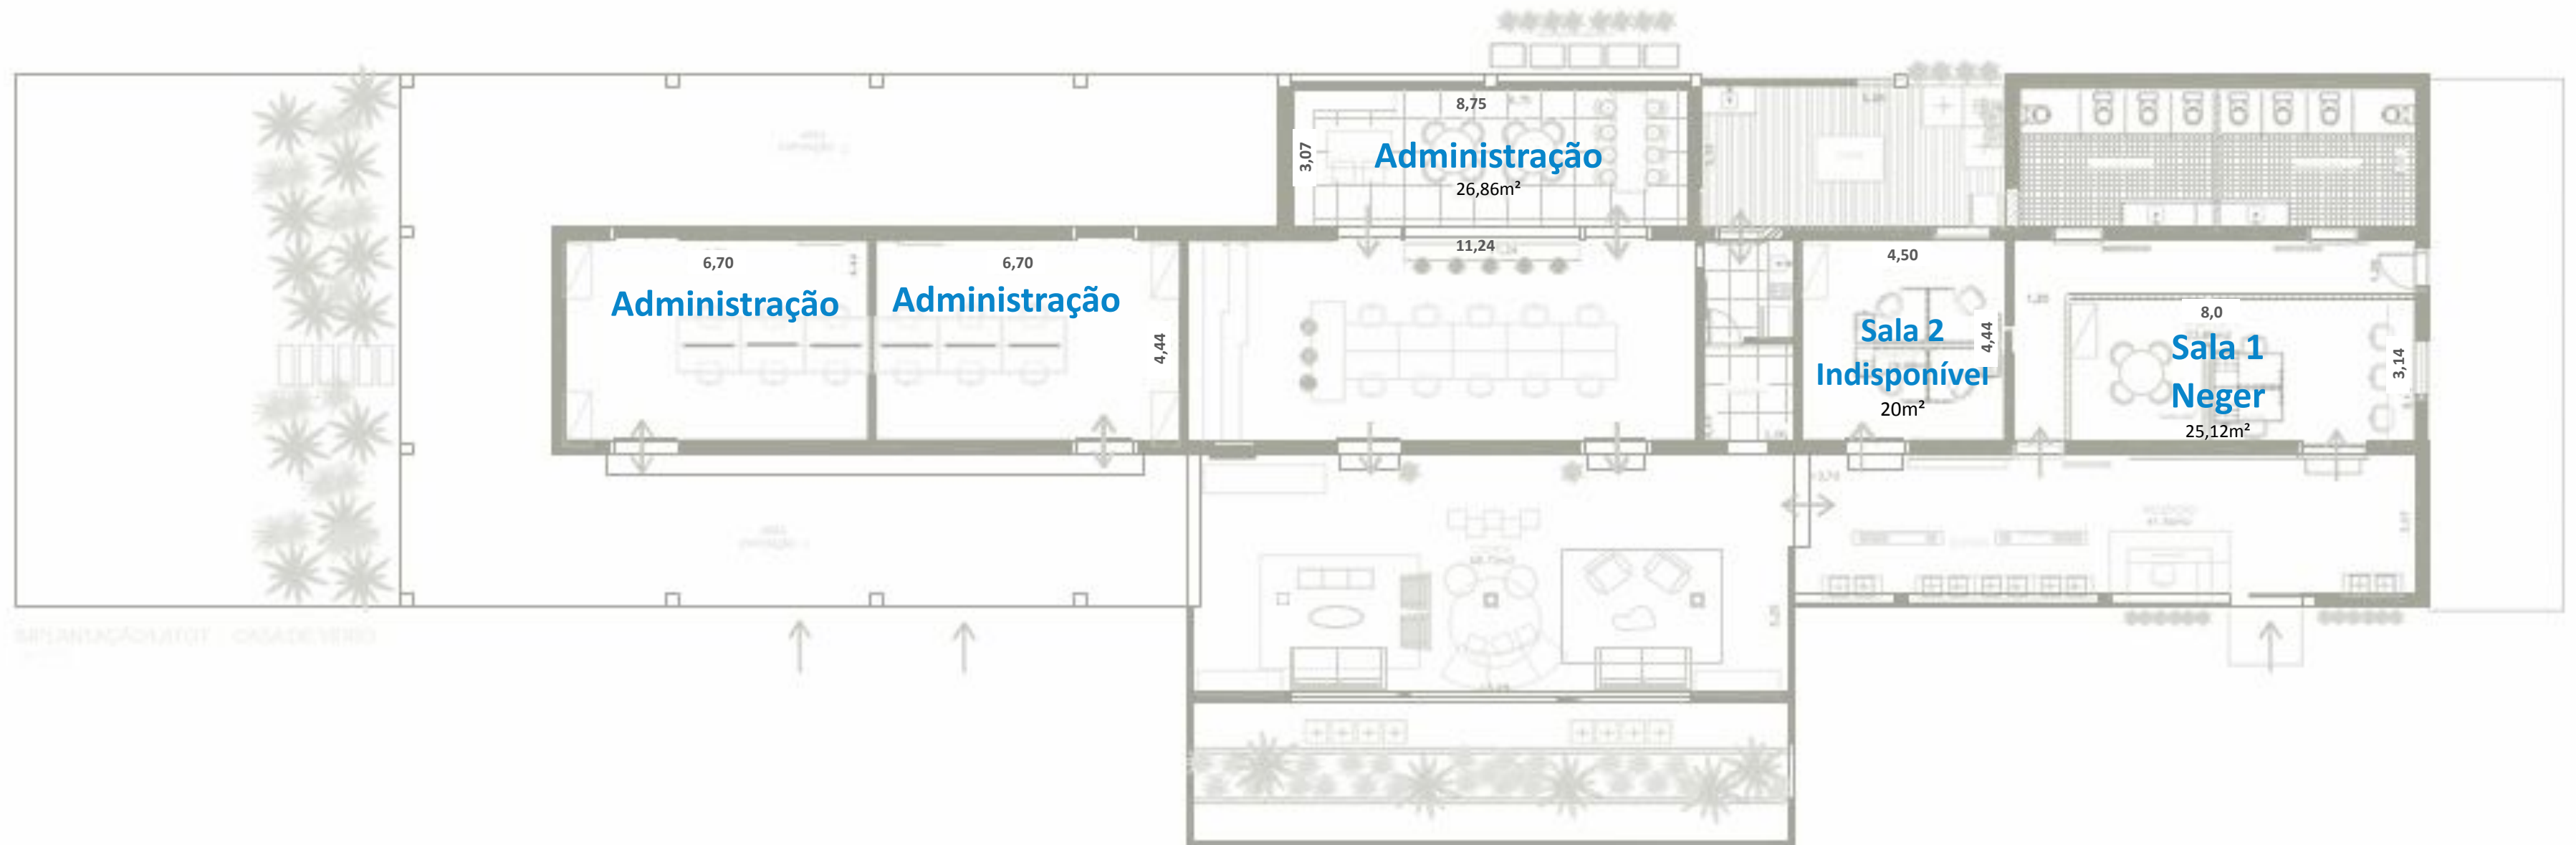 8,75
3,07
Administração
26,86m²
11,24
6,70
Administração
6,70
Administração
4,44
4,50
Sala 2
Indisponível
20m²
4,44
8,0
Sala 1
Neger
25,12m²
3,14